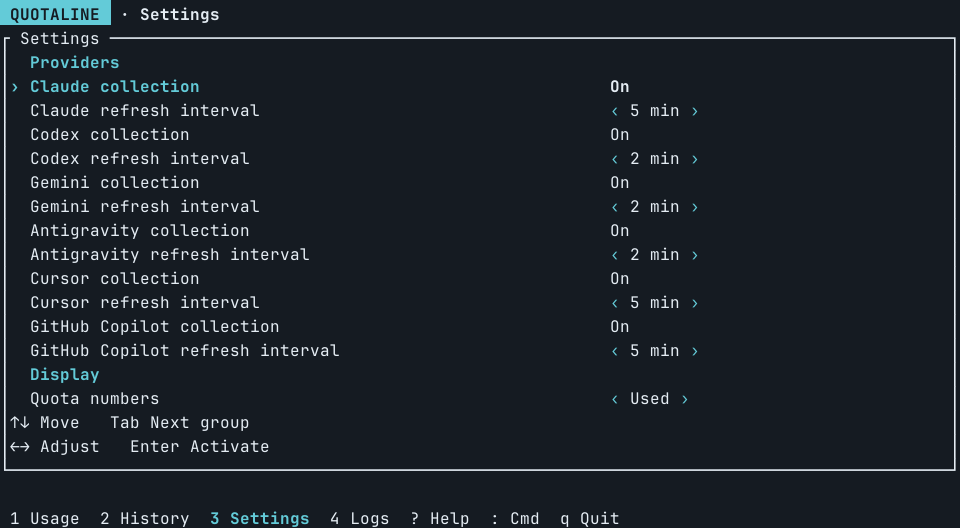 QUOTALINE · Settings
Settings
Providers
› Claude collection On
Claude refresh interval ‹ 5 min ›
Codex collection On
Codex refresh interval ‹ 2 min ›
Gemini collection On
Gemini refresh interval ‹ 2 min ›
Antigravity collection On
Antigravity refresh interval ‹ 2 min ›
Cursor collection On
Cursor refresh interval ‹ 5 min ›
GitHub Copilot collection On
GitHub Copilot refresh interval ‹ 5 min ›
Display
Quota numbers ‹ Used ›
↑↓ Move Tab Next group
←→ Adjust Enter Activate
1 Usage 2 History 3 Settings 4 Logs ? Help : Cmd q Quit